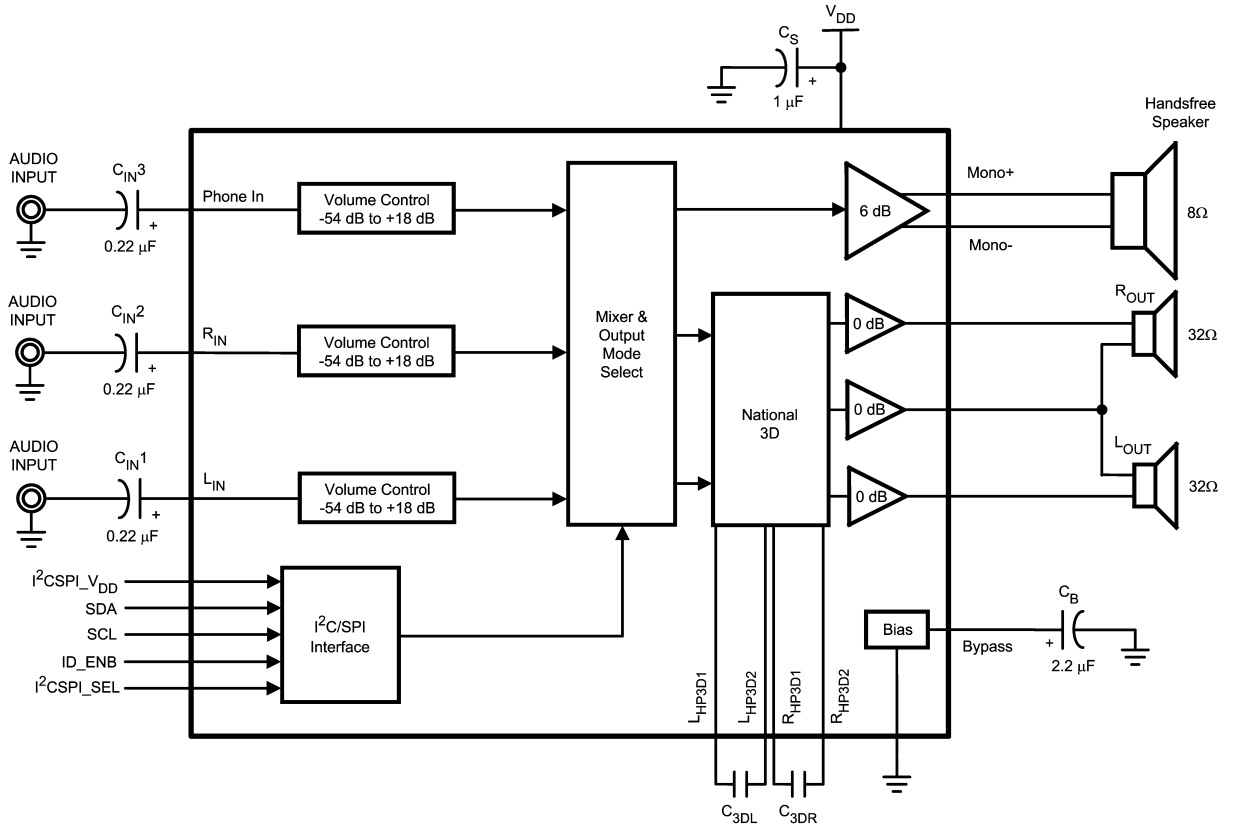 V_DD
C_S
+
1 µF
Handsfree
Speaker
AUDIO
INPUT
C_IN3
+
0.22 µF
Phone In
Volume Control
-54 dB to +18 dB
6 dB
Mono+
Mono-
8Ω
AUDIO
INPUT
C_IN2
+
0.22 µF
R_IN
Volume Control
-54 dB to +18 dB
Mixer &
Output
Mode
Select
0 dB
R_OUT
32Ω
National
3D
0 dB
AUDIO
INPUT
C_IN1
+
0.22 µF
L_IN
Volume Control
-54 dB to +18 dB
0 dB
L_OUT
32Ω
I²CSPI_V_DD
SDA
SCL
ID_ENB
I²CSPI_SEL
I²C/SPI
Interface
Bias
Bypass
C_B
+
2.2 µF
L_HP3D1
L_HP3D2
R_HP3D1
R_HP3D2
C_3DL
C_3DR